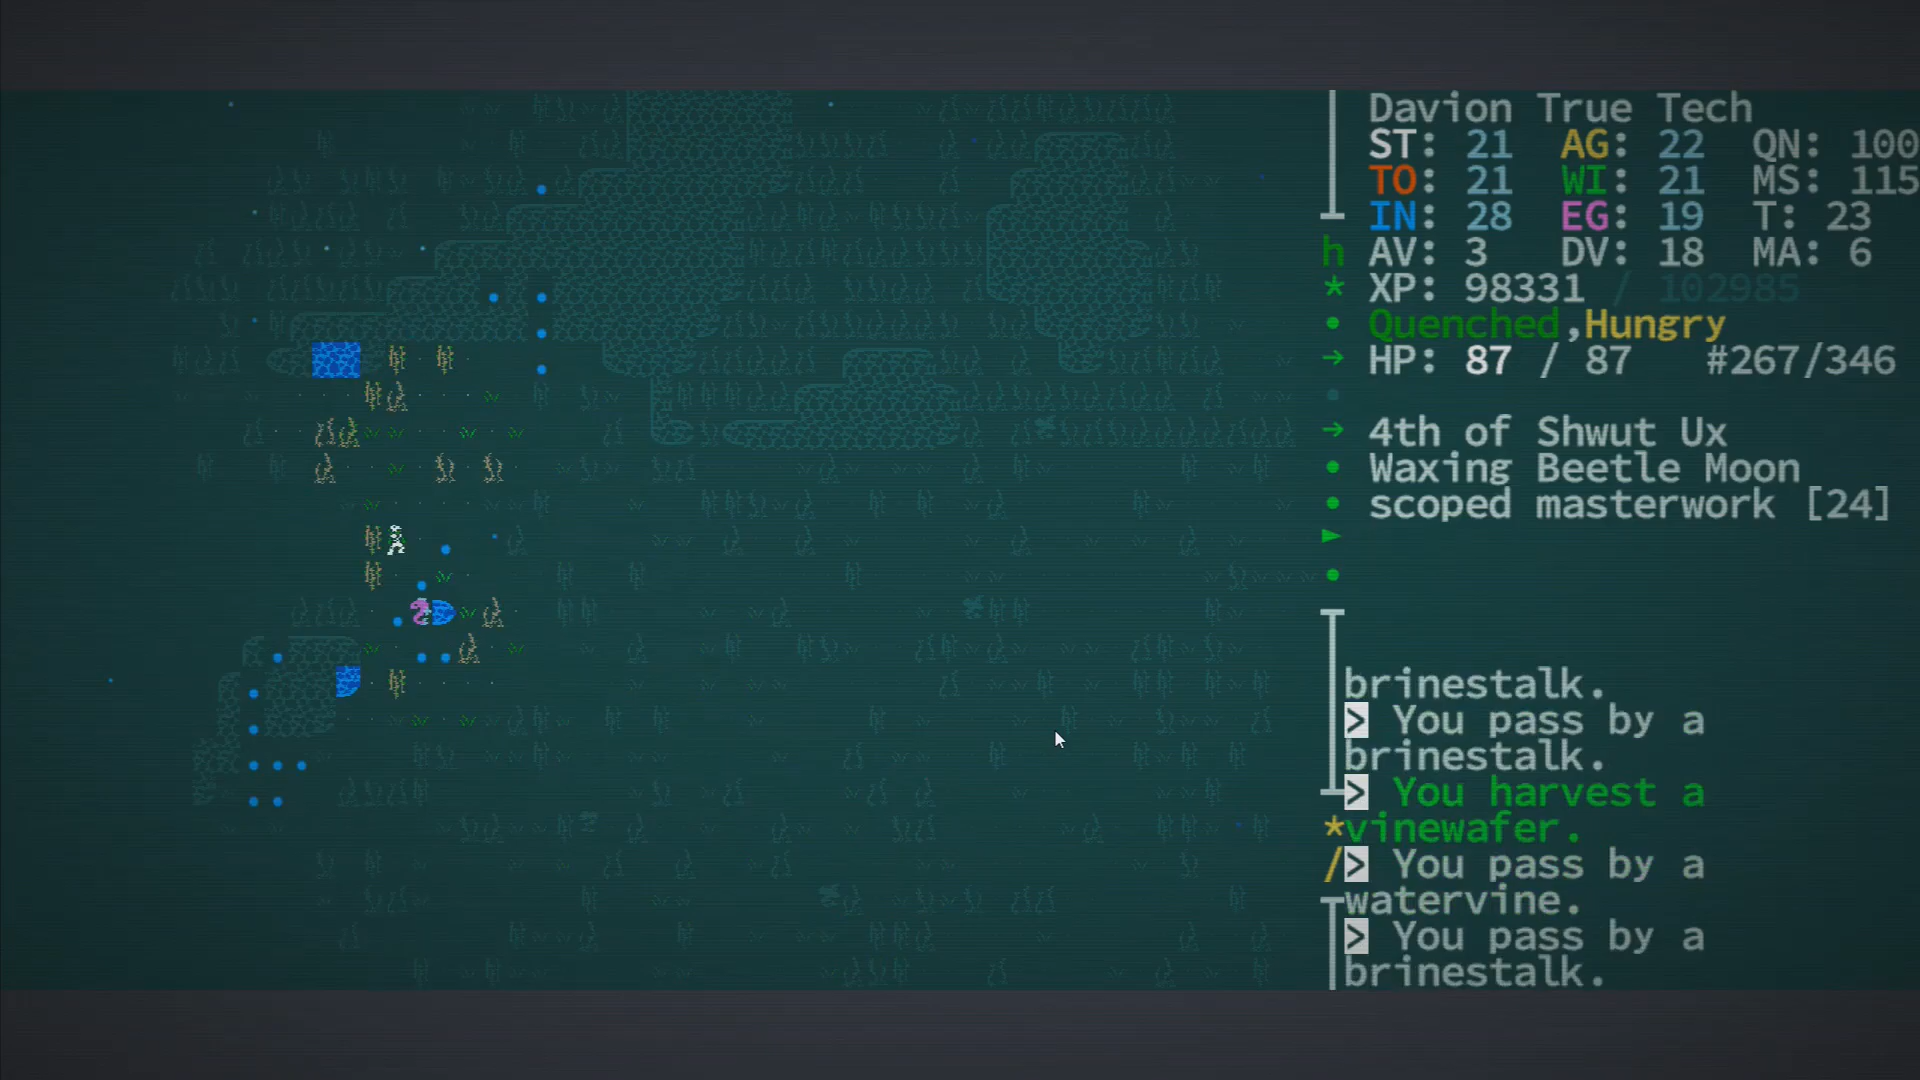 Davion True Tech
ST: 21 AG: 22 QN: 100
TO: 21 WI: 21 MS: 115
IN: 28 EG: 19 T: 23
h AV: 3 DV: 18 MA: 6
* XP: 98331 / 102985
Quenched,Hungry
HP: 87 / 87 #267/346
4th of Shwut Ux
Waxing Beetle Moon
scoped masterwork [24]
brinestalk.
> You pass by a
brinestalk.
> You harvest a
*vinewafer.
/> You pass by a
watervine.
> You pass by a
brinestalk.